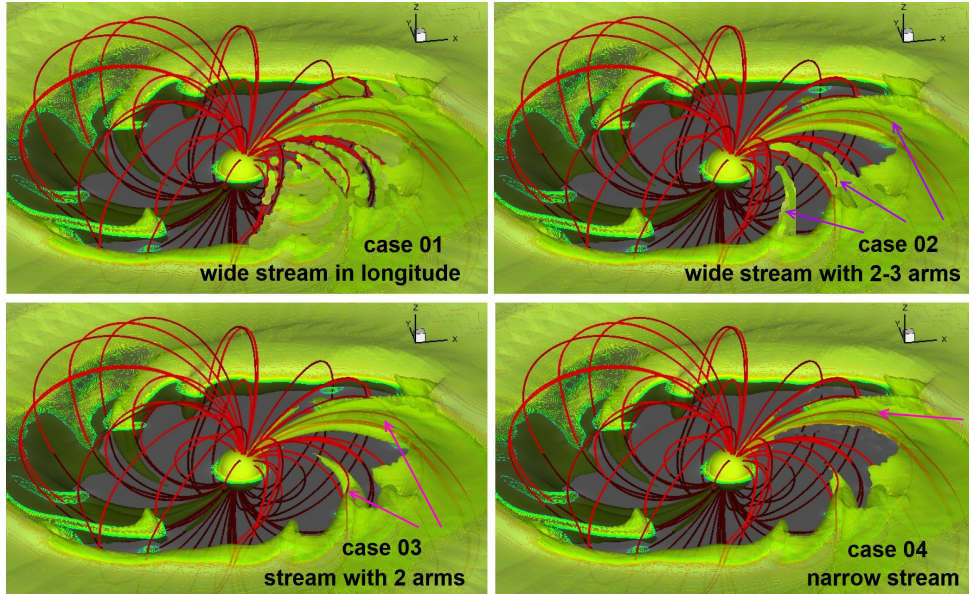 Z
Y
X
case 01
wide stream in longitude
Z
Y
X
case 02
wide stream with 2-3 arms
Z
Y
X
case 03
stream with 2 arms
Z
Y
X
case 04
narrow stream